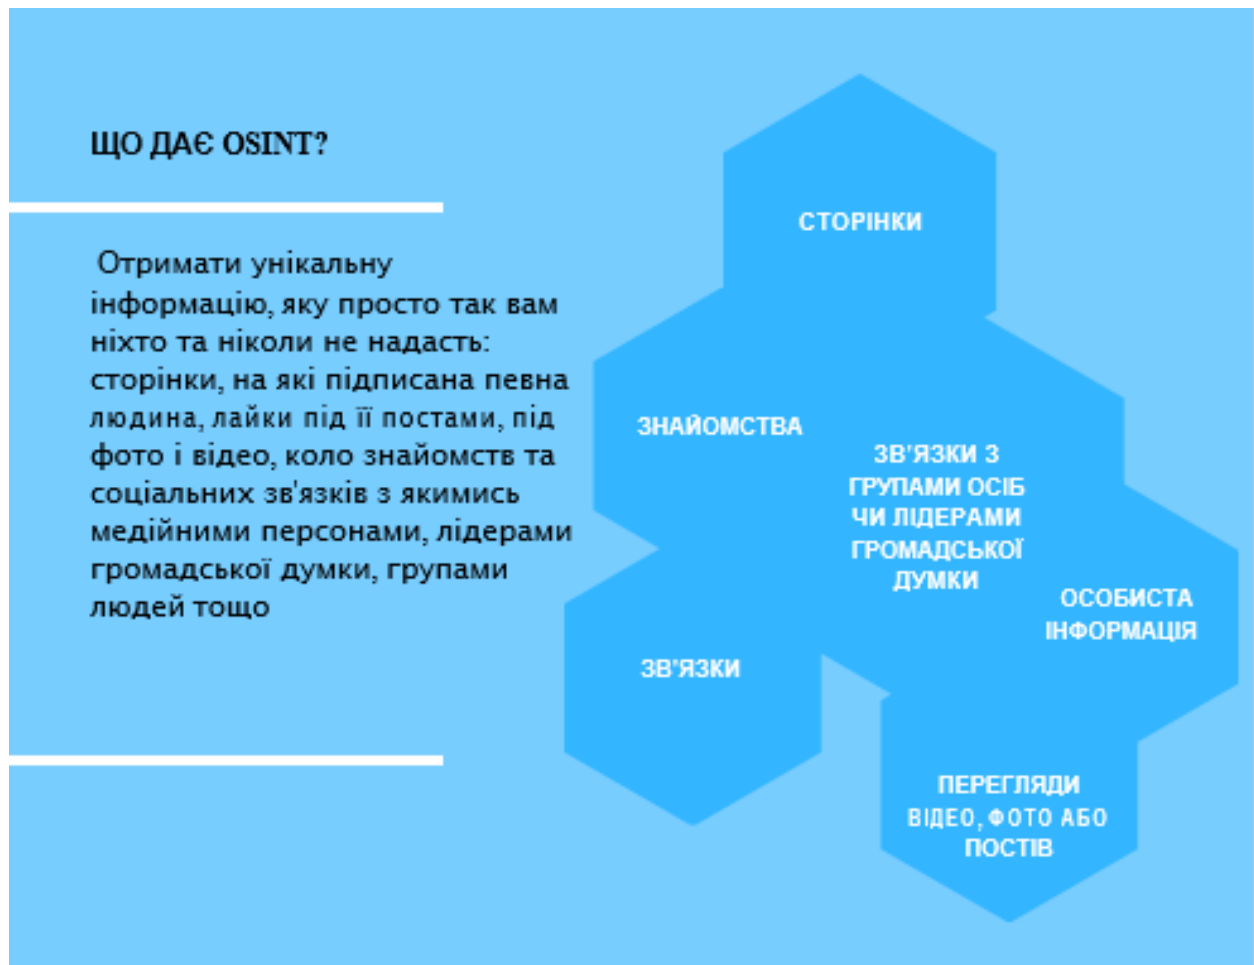 ЩО ДАЄ OSINT?
Отримати унікальну
інформацію, яку просто так вам
ніхто та ніколи не надасть:
сторінки, на які підписана певна
людина, лайки під її постами, під
фото і відео, коло знайомств та
соціальних зв'язків з якимись
медійними персонами, лідерами
громадської думки, групами
людей тощо
СТОРІНКИ
ЗНАЙОМСТВА
ЗВ'ЯЗКИ З
ГРУПАМИ ОСІБ
ЧИ ЛІДЕРАМИ
ГРОМАДСЬКОЇ
ДУМКИ
ОСОБИСТА
ІНФОРМАЦІЯ
ЗВ'ЯЗКИ
ПЕРЕГЛЯДИ
ВІДЕО, ФОТО АБО
ПОСТІВ